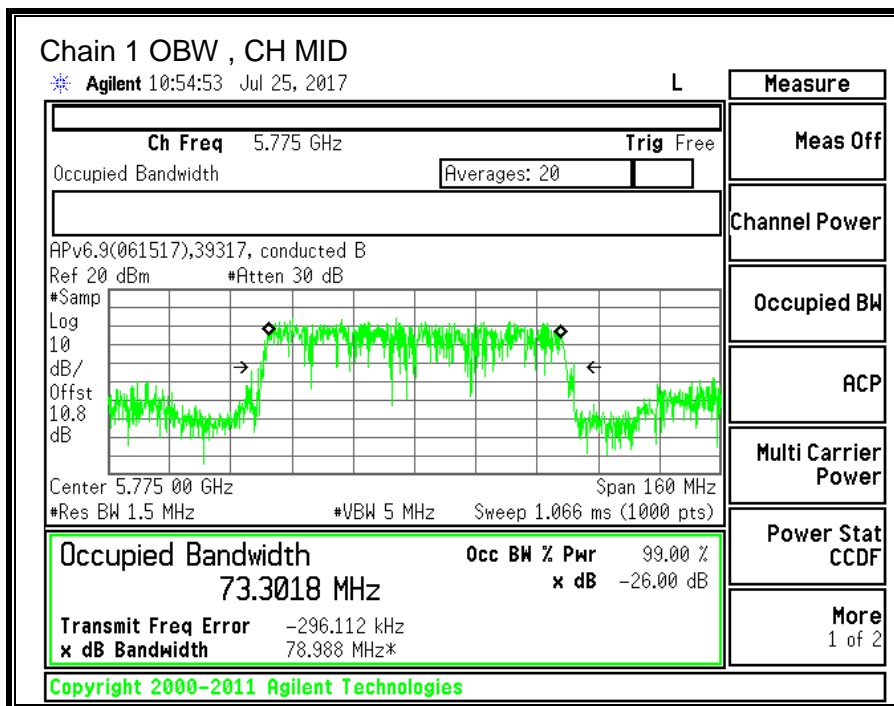 Chain 1 OBW , CH MID
Agilent 10:54:53 Jul 25, 2017 L
Measure
Ch Freq 5.775 GHz Trig Free
Meas Off
Occupied Bandwidth Averages: 20
Channel Power
APv6.9(061517),39317, conducted B
Ref 20 dBm #Atten 30 dB
#Samp
Log
10
dB/
Offst
10.8
dB
Occupied BW
ACP
Center 5.775 00 GHz Span 160 MHz
#Res BW 1.5 MHz #VBW 5 MHz Sweep 1.066 ms (1000 pts)
Multi Carrier
Power
Occupied Bandwidth Occ BW % Pwr 99.00 %
73.3018 MHz x dB -26.00 dB
Power Stat
CCDF
Transmit Freq Error -296.112 kHz
x dB Bandwidth 78.988 MHz*
More
1 of 2
Copyright 2000-2011 Agilent Technologies